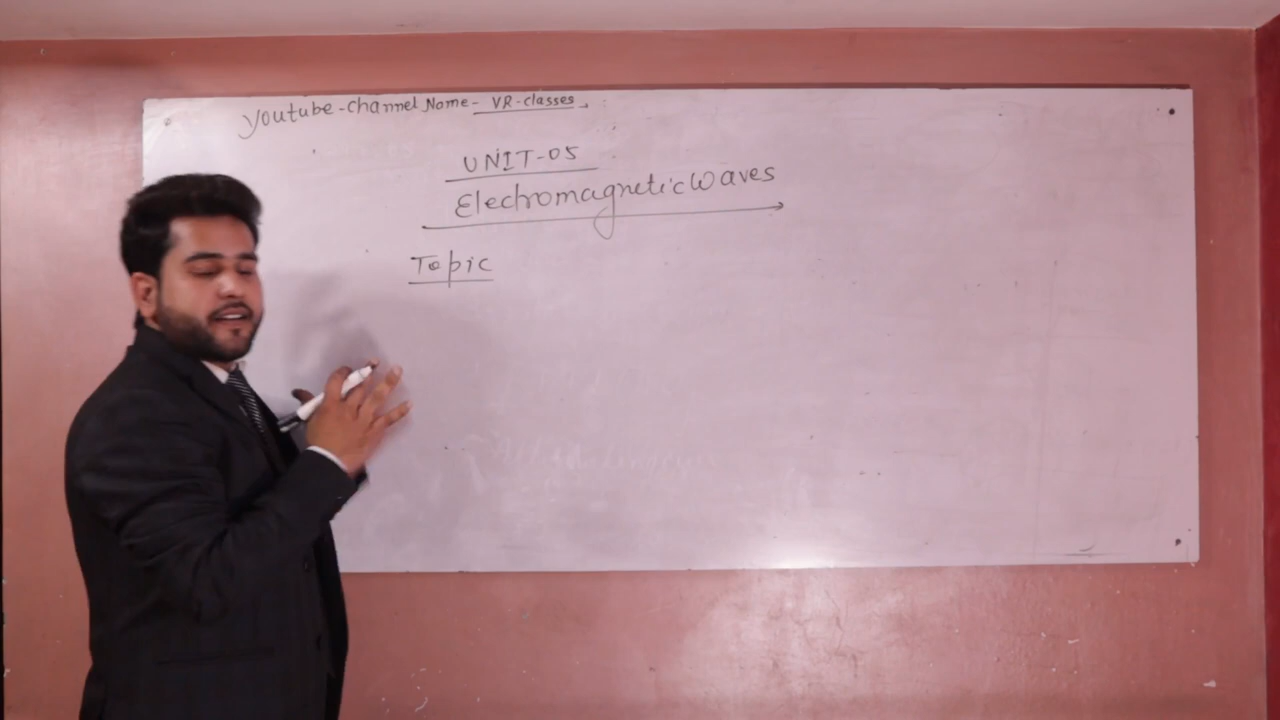 Youtube-channel Name- VR-classes
UNIT-05
Electromagnetic Waves
Topic